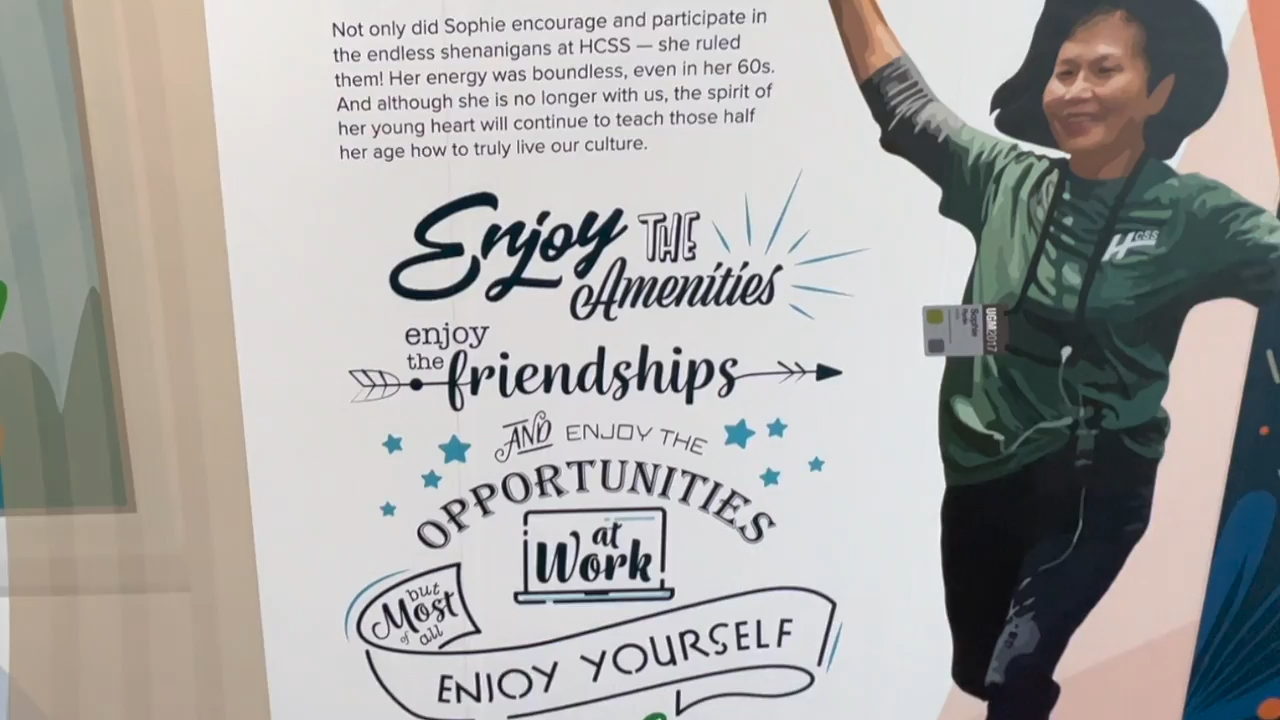 Not only did Sophie encourage and participate in
the endless shenanigans at HCSS — she ruled
them! Her energy was boundless, even in her 60s.
And although she is no longer with us, the spirit of
her young heart will continue to teach those half
her age how to truly live our culture.
Enjoy THE
Amenities
enjoy
the friendships
AND ENJOY THE
OPPORTUNITIES
at
Work
but
Most
of all
ENJOY YOURSELF
HCSS
UGM2017
Sophie